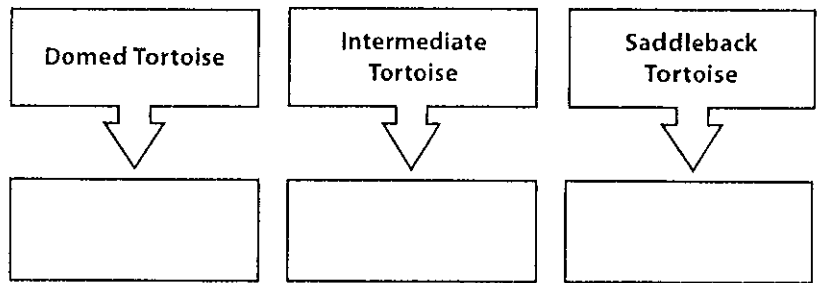 Domed Tortoise
Intermediate
Tortoise
Saddleback
Tortoise